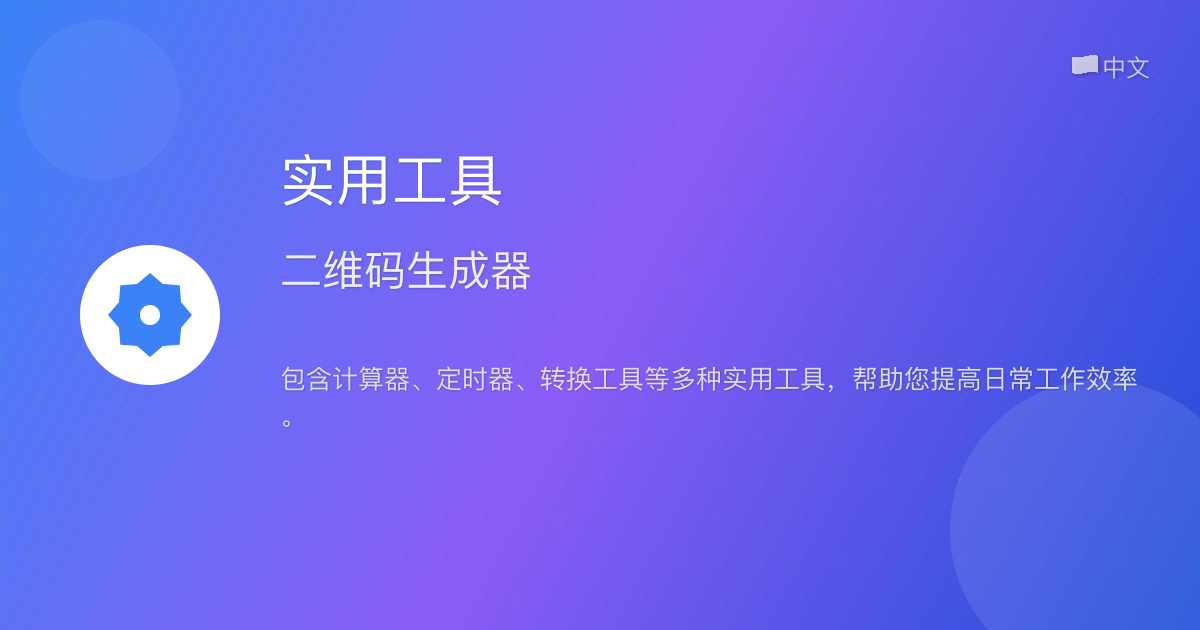 中文
实用工具
二维码生成器
包含计算器、定时器、转换工具等多种实用工具，帮助您提高日常工作效率
。